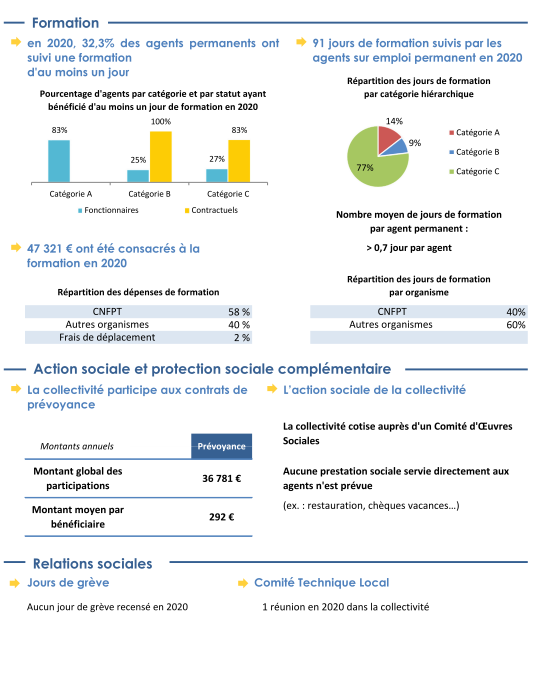 Formation
en 2020, 32,3% des agents permanents ont
suivi une formation
d'au moins un jour
Pourcentage d'agents par catégorie et par statut ayant
bénéficié d'au moins un jour de formation en 2020
83%
25%
100%
27%
83%
Catégorie A
Catégorie B
Catégorie C
Fonctionnaires
Contractuels
91 jours de formation suivis par les
agents sur emploi permanent en 2020
Répartition des jours de formation
par catégorie hiérarchique
14%
9%
77%
Catégorie A
Catégorie B
Catégorie C
Nombre moyen de jours de formation
par agent permanent :
> 0,7 jour par agent
47 321 € ont été consacrés à la
formation en 2020
Répartition des dépenses de formation
CNFPT 58 %
Autres organismes 40 %
Frais de déplacement 2 %
Répartition des jours de formation
par organisme
CNFPT 40%
Autres organismes 60%
Action sociale et protection sociale complémentaire
La collectivité participe aux contrats de
prévoyance
Montants annuels Prévoyance
Montant global des
participations
36 781 €
Montant moyen par
bénéficiaire
292 €
L'action sociale de la collectivité
La collectivité cotise auprès d'un Comité d'Œuvres
Sociales
Aucune prestation sociale servie directement aux
agents n'est prévue
(ex. : restauration, chèques vacances…)
Relations sociales
Jours de grève
Aucun jour de grève recensé en 2020
Comité Technique Local
1 réunion en 2020 dans la collectivité